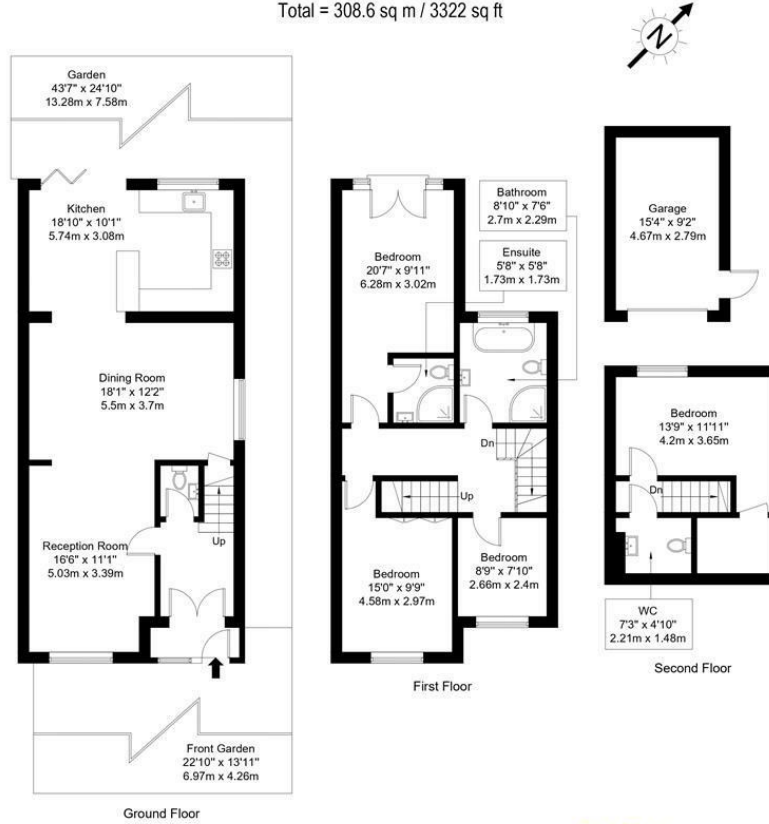 Total = 308.6 sq m / 3322 sq ft
N
Garden
43'7" x 24'10"
13.28m x 7.58m
Kitchen
18'10" x 10'1"
5.74m x 3.08m
Dining Room
18'1" x 12'2"
5.5m x 3.7m
Reception Room
16'6" x 11'1"
5.03m x 3.39m
Up
Front Garden
22'10" x 13'11"
6.97m x 4.26m
Ground Floor
Bedroom
20'7" x 9'11"
6.28m x 3.02m
Bathroom
8'10" x 7'6"
2.7m x 2.29m
Ensuite
5'8" x 5'8"
1.73m x 1.73m
Dn
Up
Bedroom
15'0" x 9'9"
4.58m x 2.97m
Bedroom
8'9" x 7'10"
2.66m x 2.4m
First Floor
Garage
15'4" x 9'2"
4.67m x 2.79m
Bedroom
13'9" x 11'11"
4.2m x 3.65m
Dn
WC
7'3" x 4'10"
2.21m x 1.48m
Second Floor